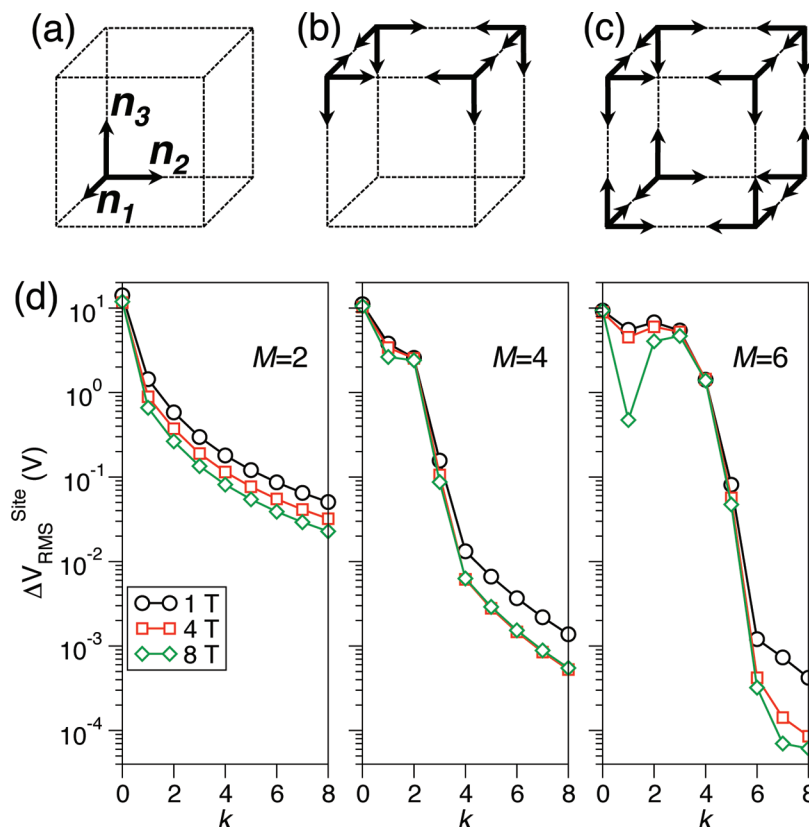 (a)
(b)
(c)
n3
n2
n1
(d)
ΔV_RMS^Site (V)
10^1
10^0
10^-1
10^-2
10^-3
10^-4
M=2
M=4
M=6
1 T
4 T
8 T
0 2 4 6 8
0 2 4 6 8
0 2 4 6 8
k
k
k